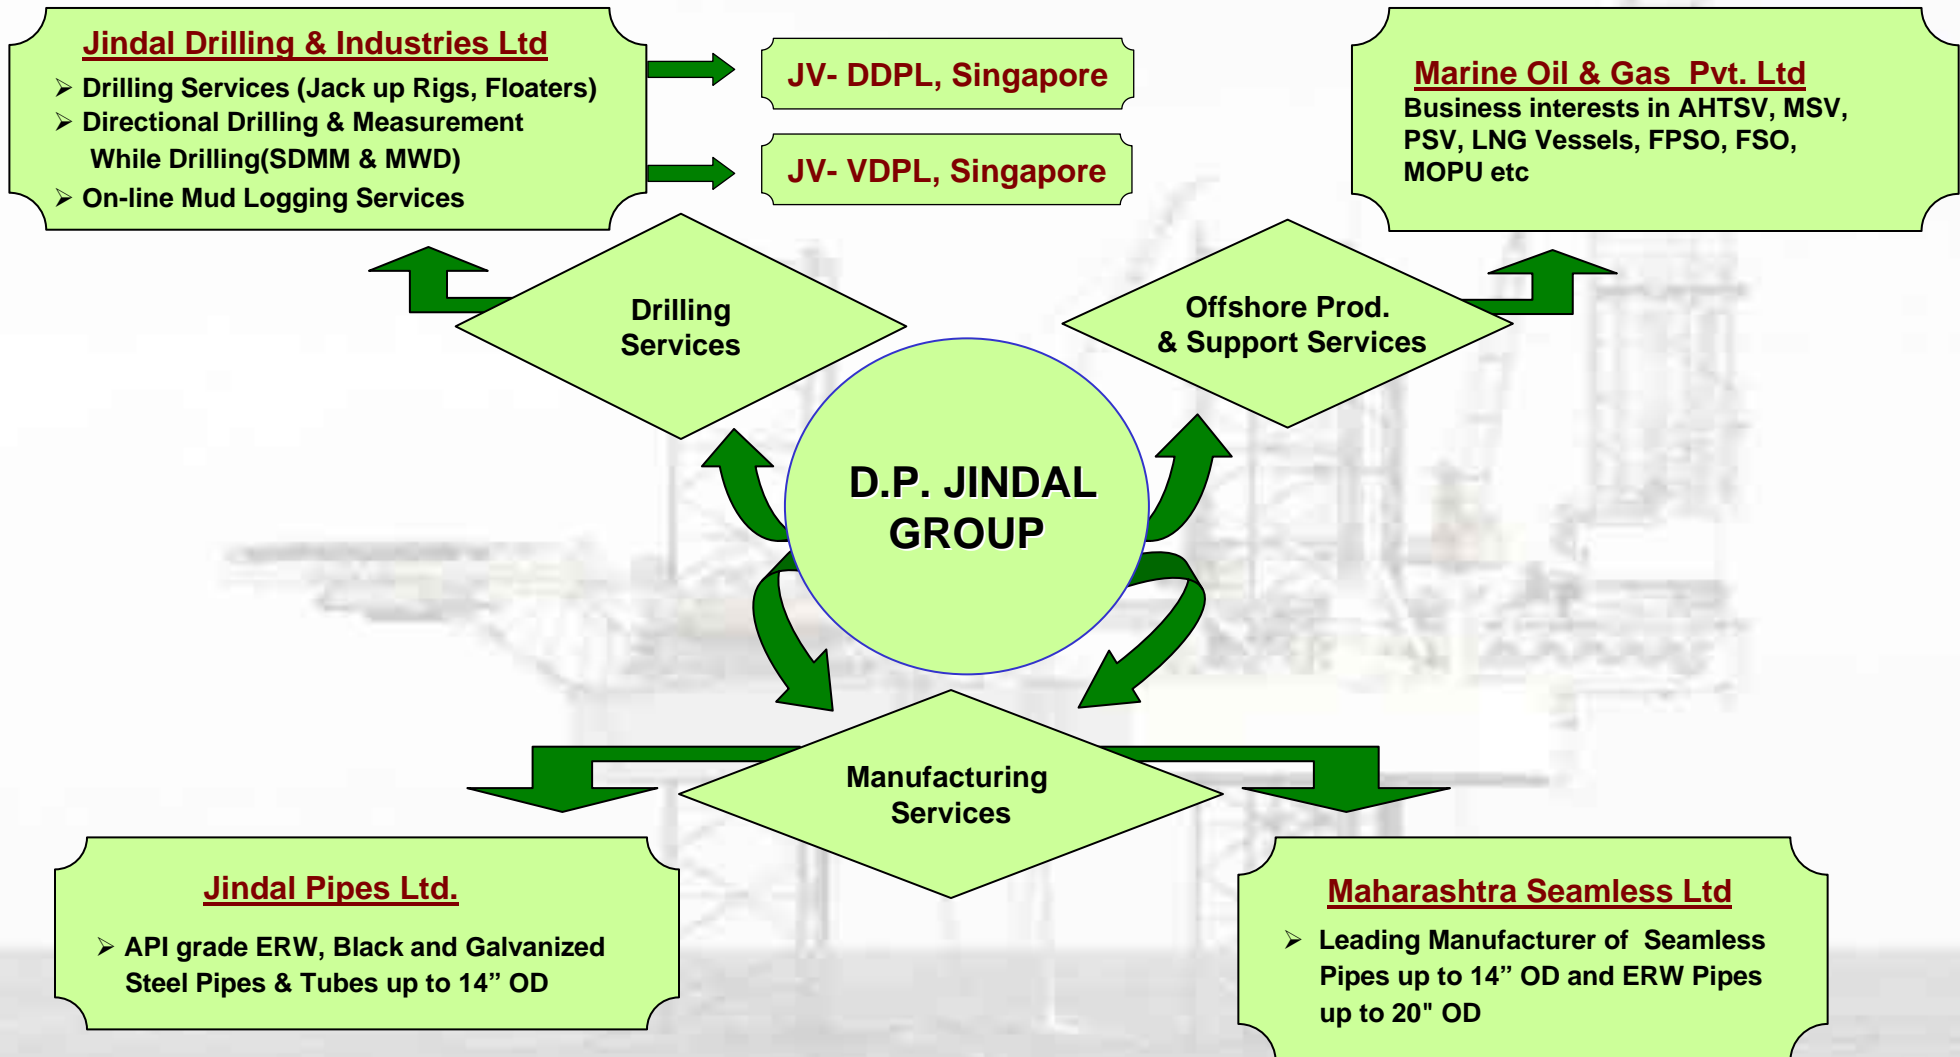 Jindal Drilling & Industries Ltd
➢ Drilling Services (Jack up Rigs, Floaters)
➢ Directional Drilling & Measurement
While Drilling(SDMM & MWD)
➢ On-line Mud Logging Services
JV- DDPL, Singapore
JV- VDPL, Singapore
Marine Oil & Gas Pvt. Ltd
Business interests in AHTSV, MSV,
PSV, LNG Vessels, FPSO, FSO,
MOPU etc
Drilling
Services
Offshore Prod.
& Support Services
D.P. JINDAL
GROUP
Manufacturing
Services
Jindal Pipes Ltd.
➢ API grade ERW, Black and Galvanized
Steel Pipes & Tubes up to 14” OD
Maharashtra Seamless Ltd
➢ Leading Manufacturer of Seamless
Pipes up to 14” OD and ERW Pipes
up to 20" OD